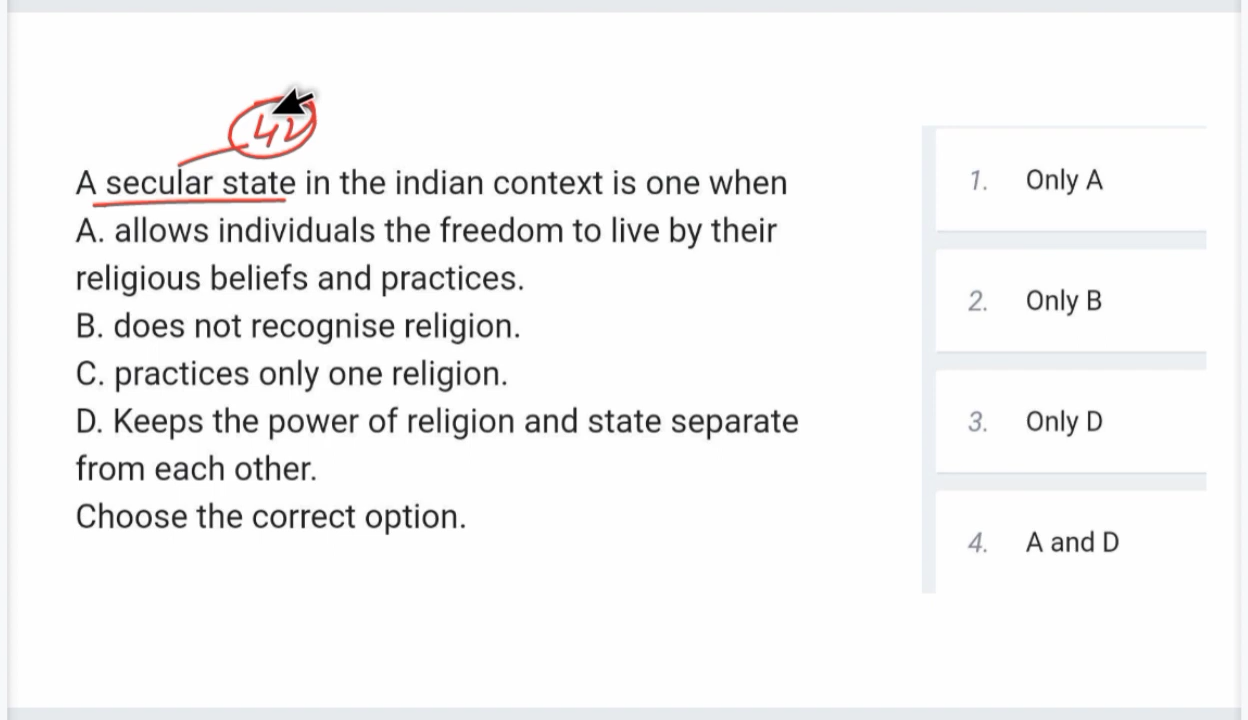 42
A secular state in the indian context is one when
A. allows individuals the freedom to live by their
religious beliefs and practices.
B. does not recognise religion.
C. practices only one religion.
D. Keeps the power of religion and state separate
from each other.
Choose the correct option.
1. Only A
2. Only B
3. Only D
4. A and D